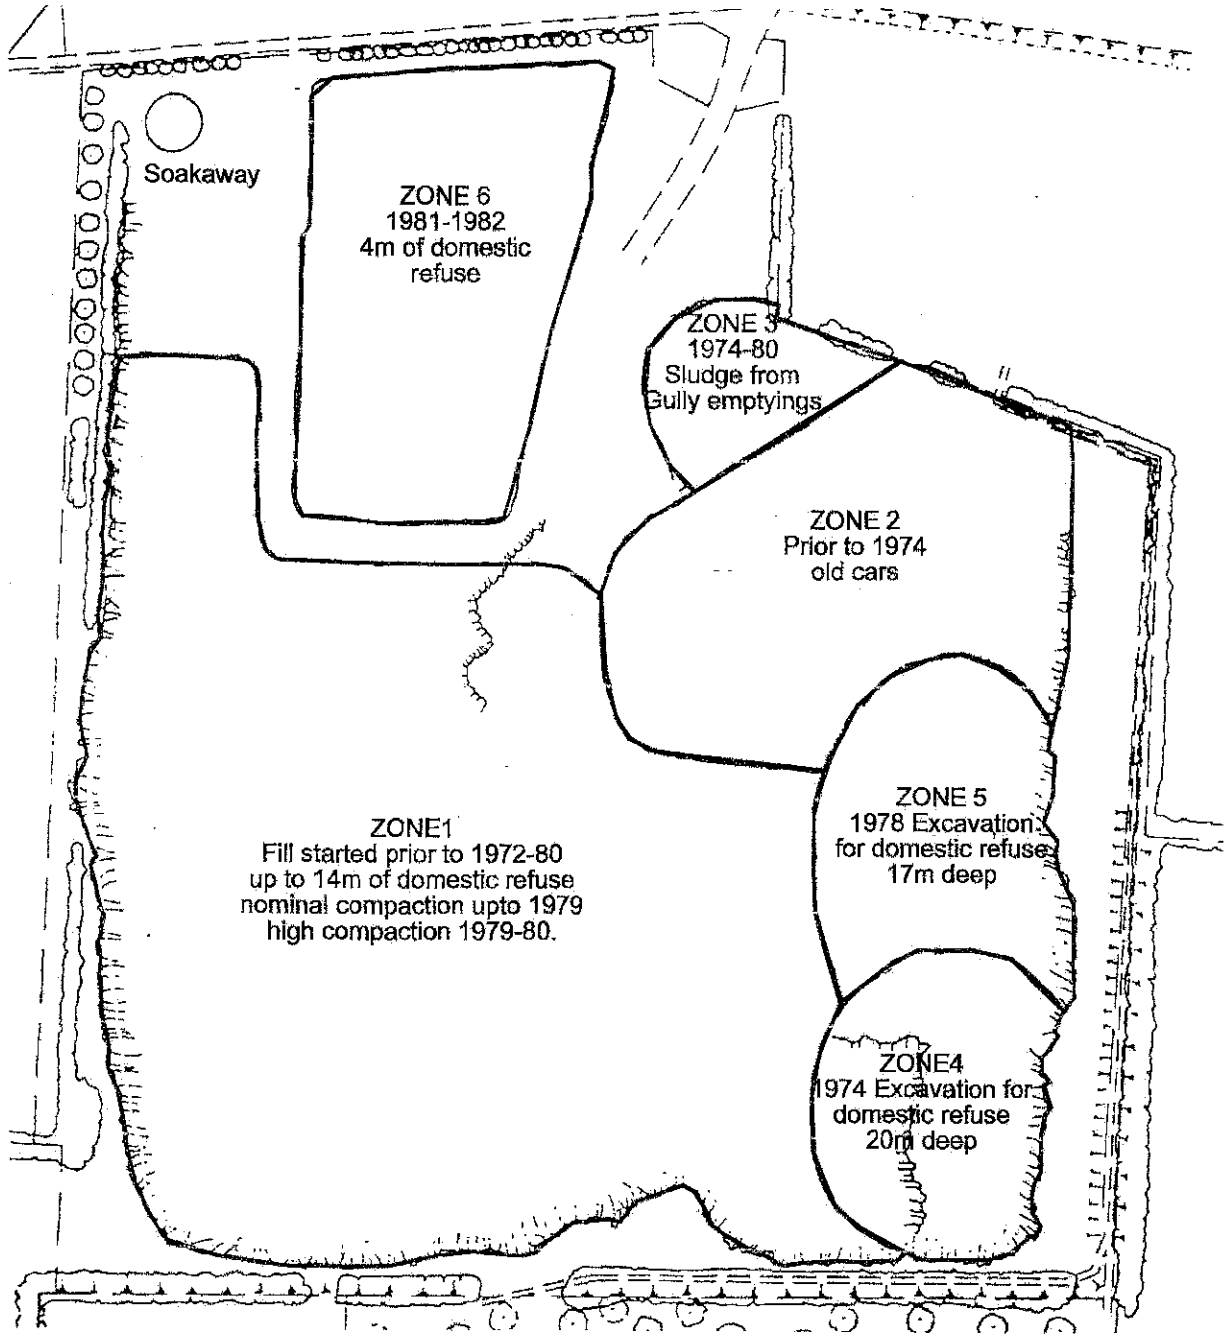 Soakaway
ZONE 6
1981-1982
4m of domestic
refuse
ZONE 3
1974-80
Sludge from
Gully emptyings
ZONE 2
Prior to 1974
old cars
ZONE 5
1978 Excavation
for domestic refuse
17m deep
ZONE1
Fill started prior to 1972-80
up to 14m of domestic refuse
nominal compaction upto 1979
high compaction 1979-80.
ZONE4
1974 Excavation for
domestic refuse
20m deep